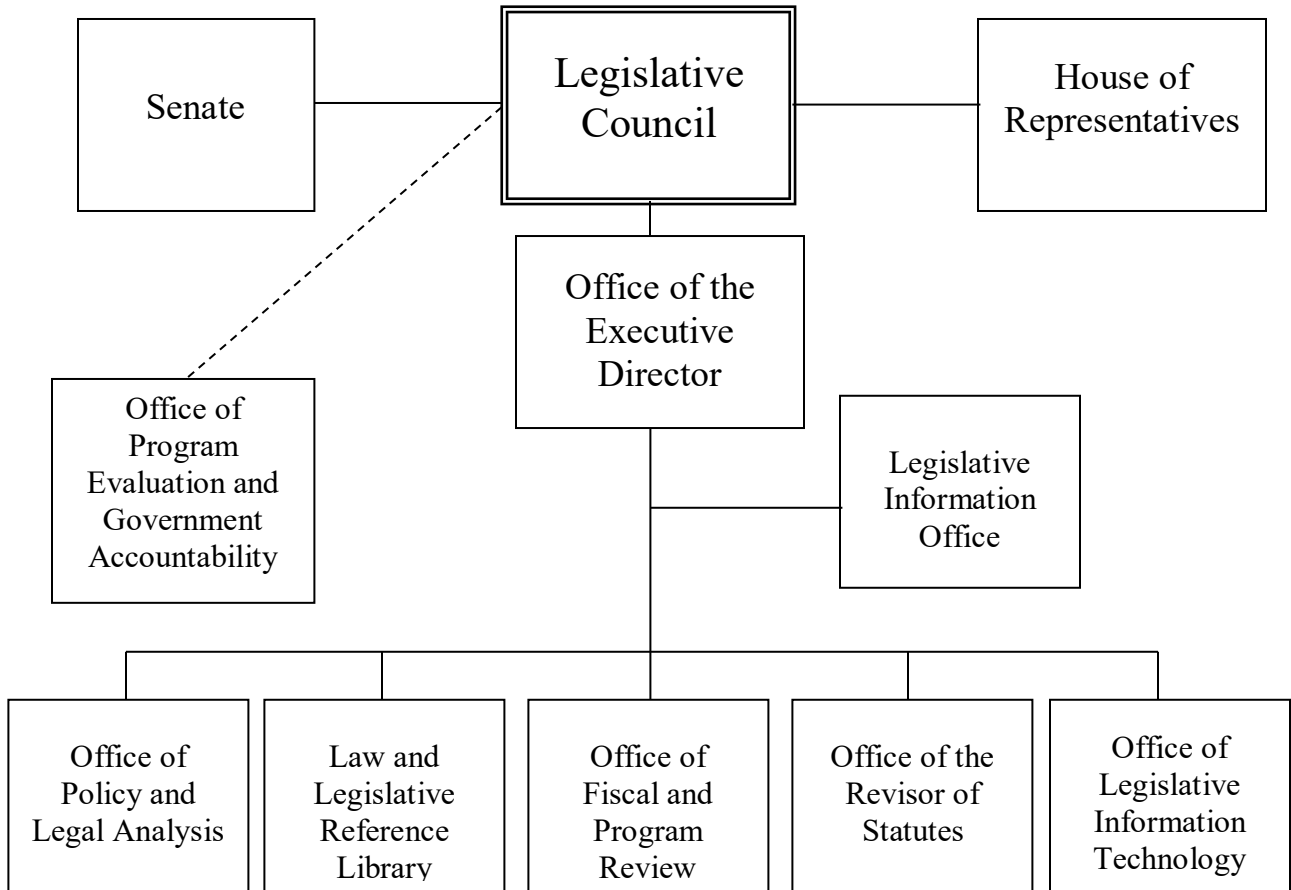 Senate
Legislative
Council
House of
Representatives
Office of the
Executive
Director
Office of
Program
Evaluation and
Government
Accountability
Legislative
Information
Office
Office of
Policy and
Legal Analysis
Law and
Legislative
Reference
Library
Office of
Fiscal and
Program
Review
Office of the
Revisor of
Statutes
Office of
Legislative
Information
Technology